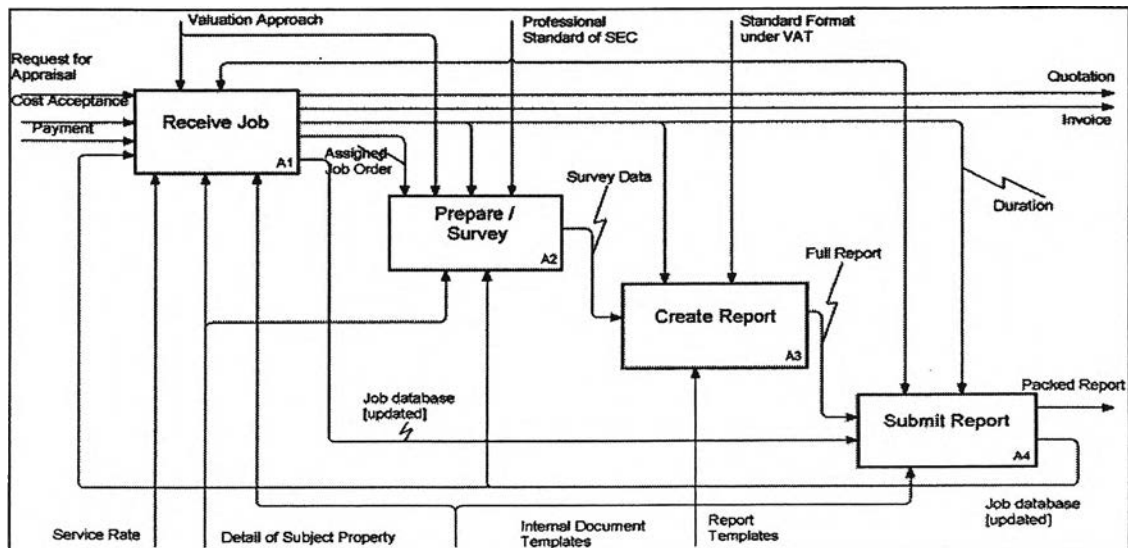 Valuation Approach
Professional
Standard of SEC
Standard Format
under VAT
Request for
Appraisal
Quotation
Cost Acceptance
Receive Job
Invoice
Payment
A1
Assigned
Job Order
Survey Data
Duration
Prepare /
Survey
A2
Full Report
Create Report
A3
Job database
[updated]
Packed Report
Submit Report
A4
Job database
[updated]
Service Rate
Detail of Subject Property
Internal Document
Templates
Report
Templates